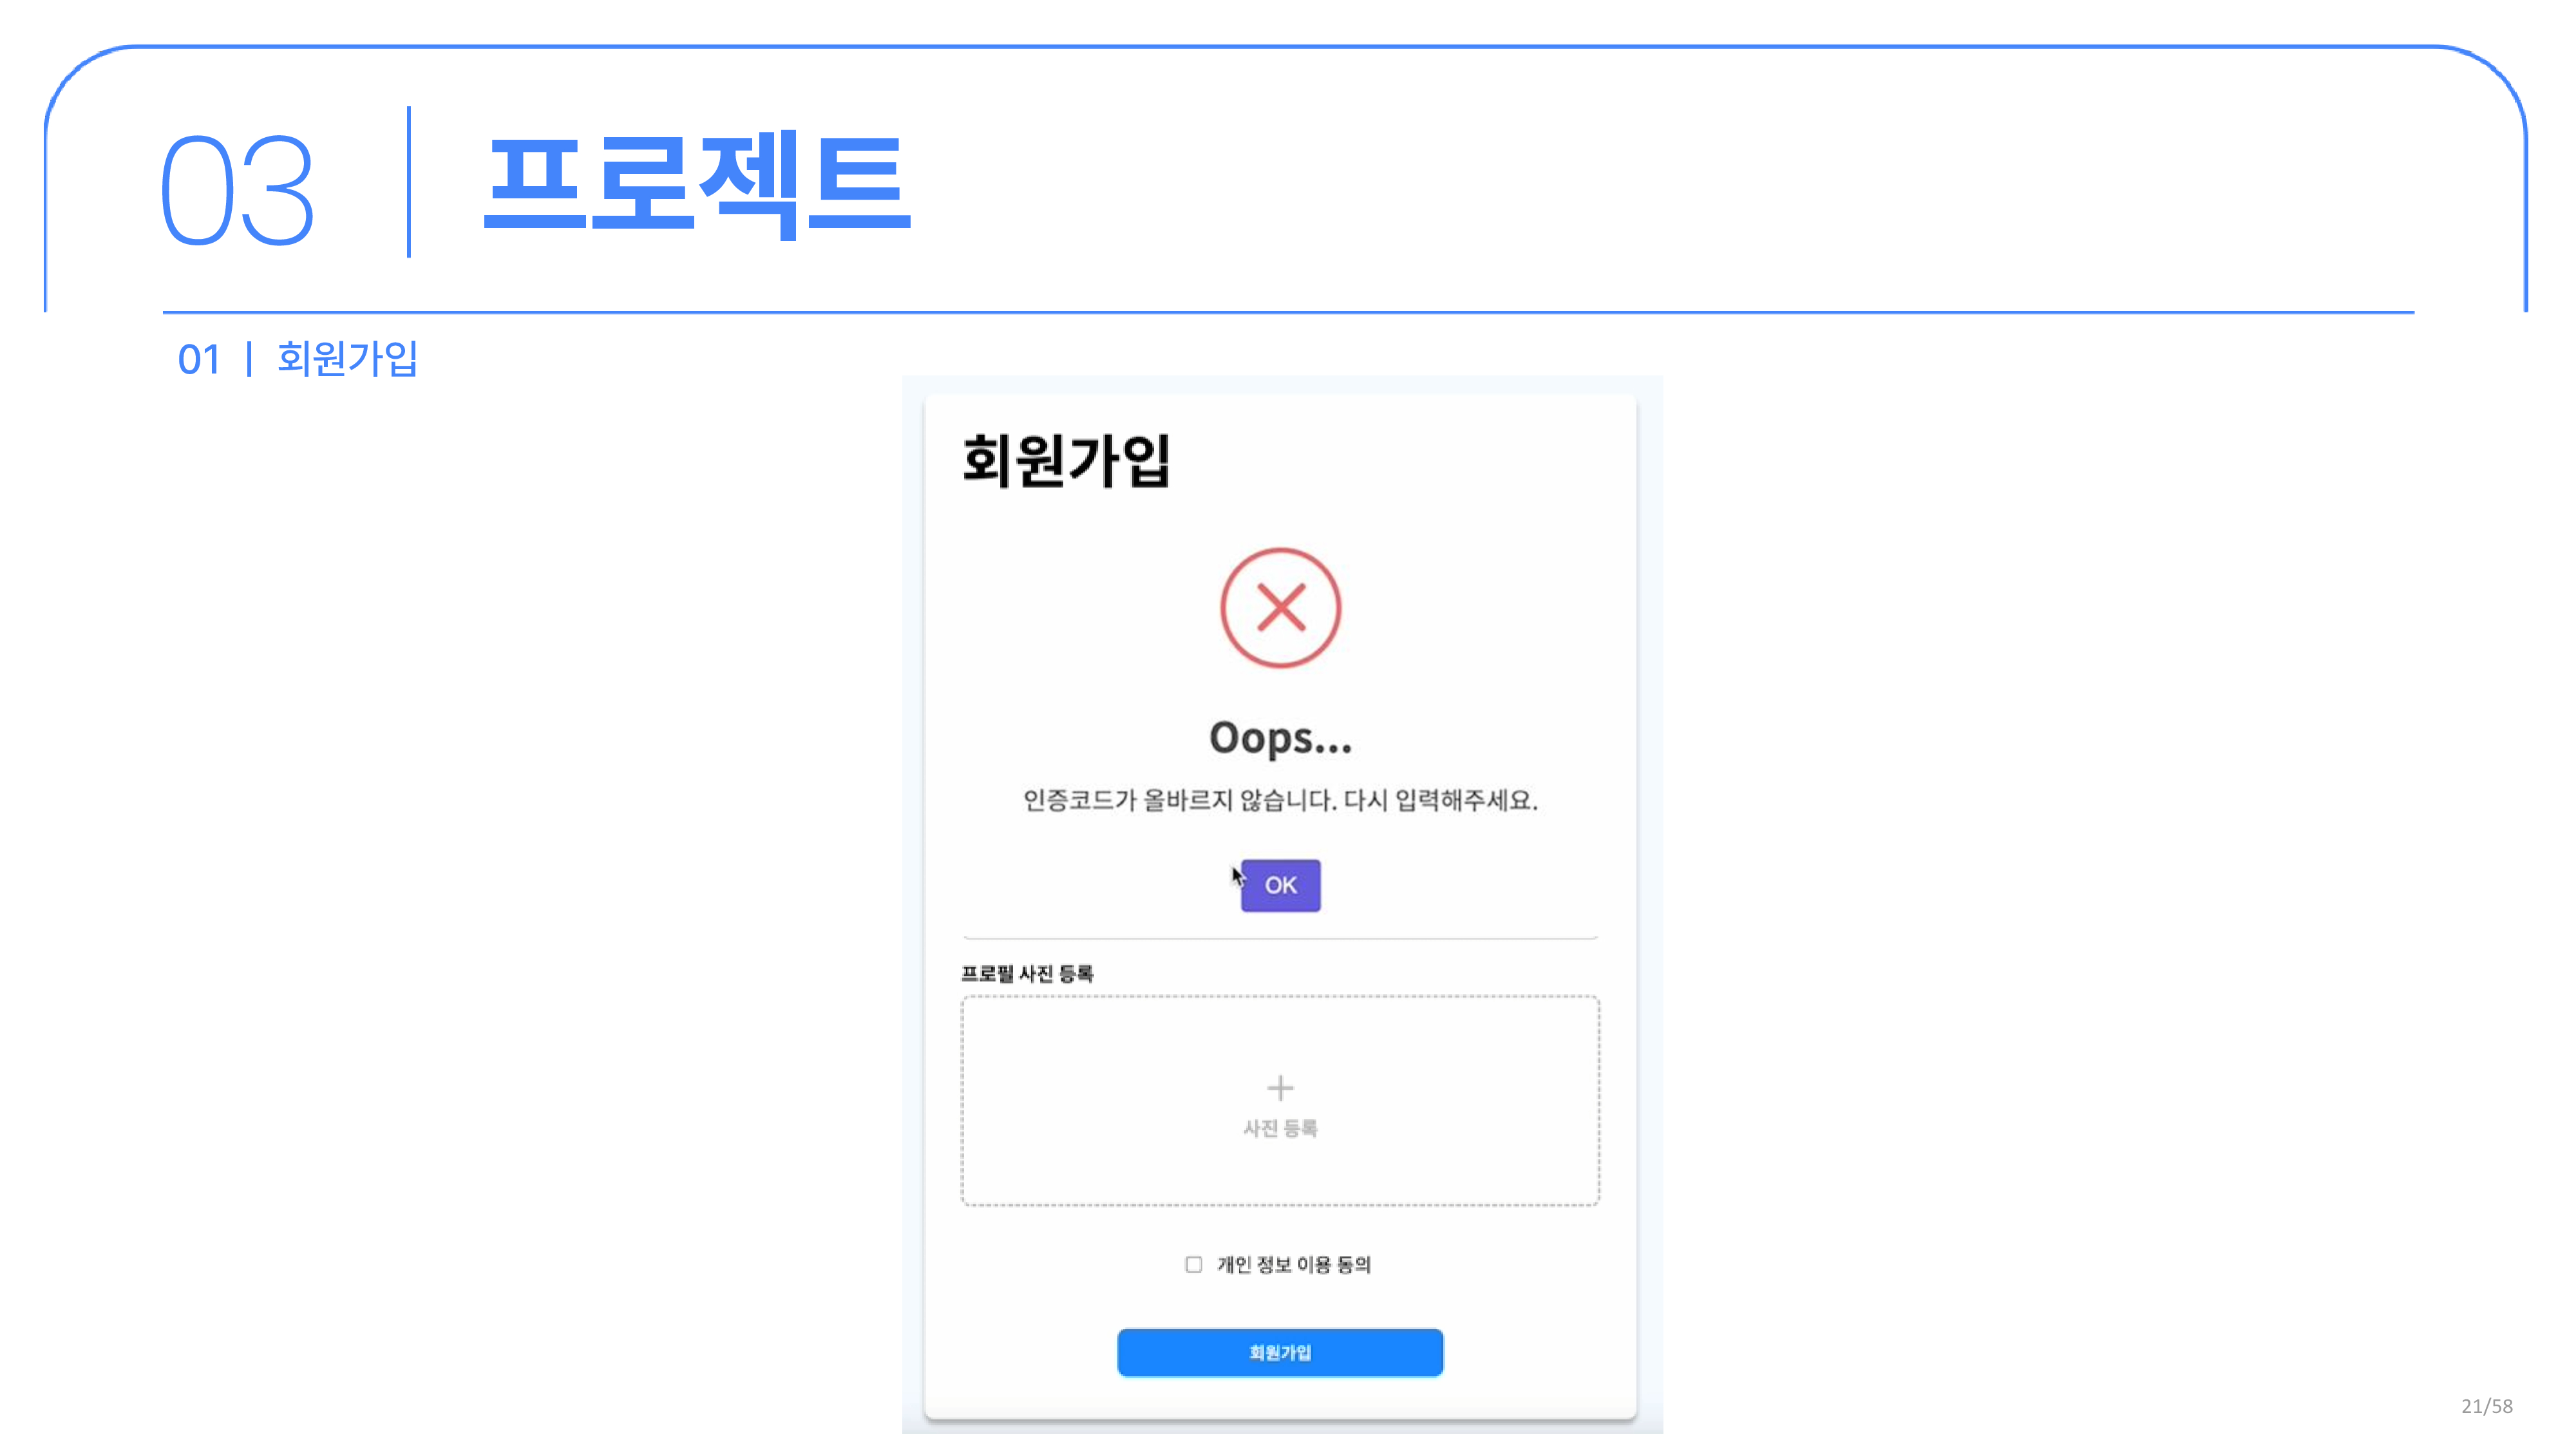 03 | 프로젝트
01 | 회원가입
회원가입
Oops...
인증코드가 올바르지 않습니다. 다시 입력해주세요.
OK
프로필 사진 등록
+
사진 등록
개인 정보 이용 동의
회원가입
21/58